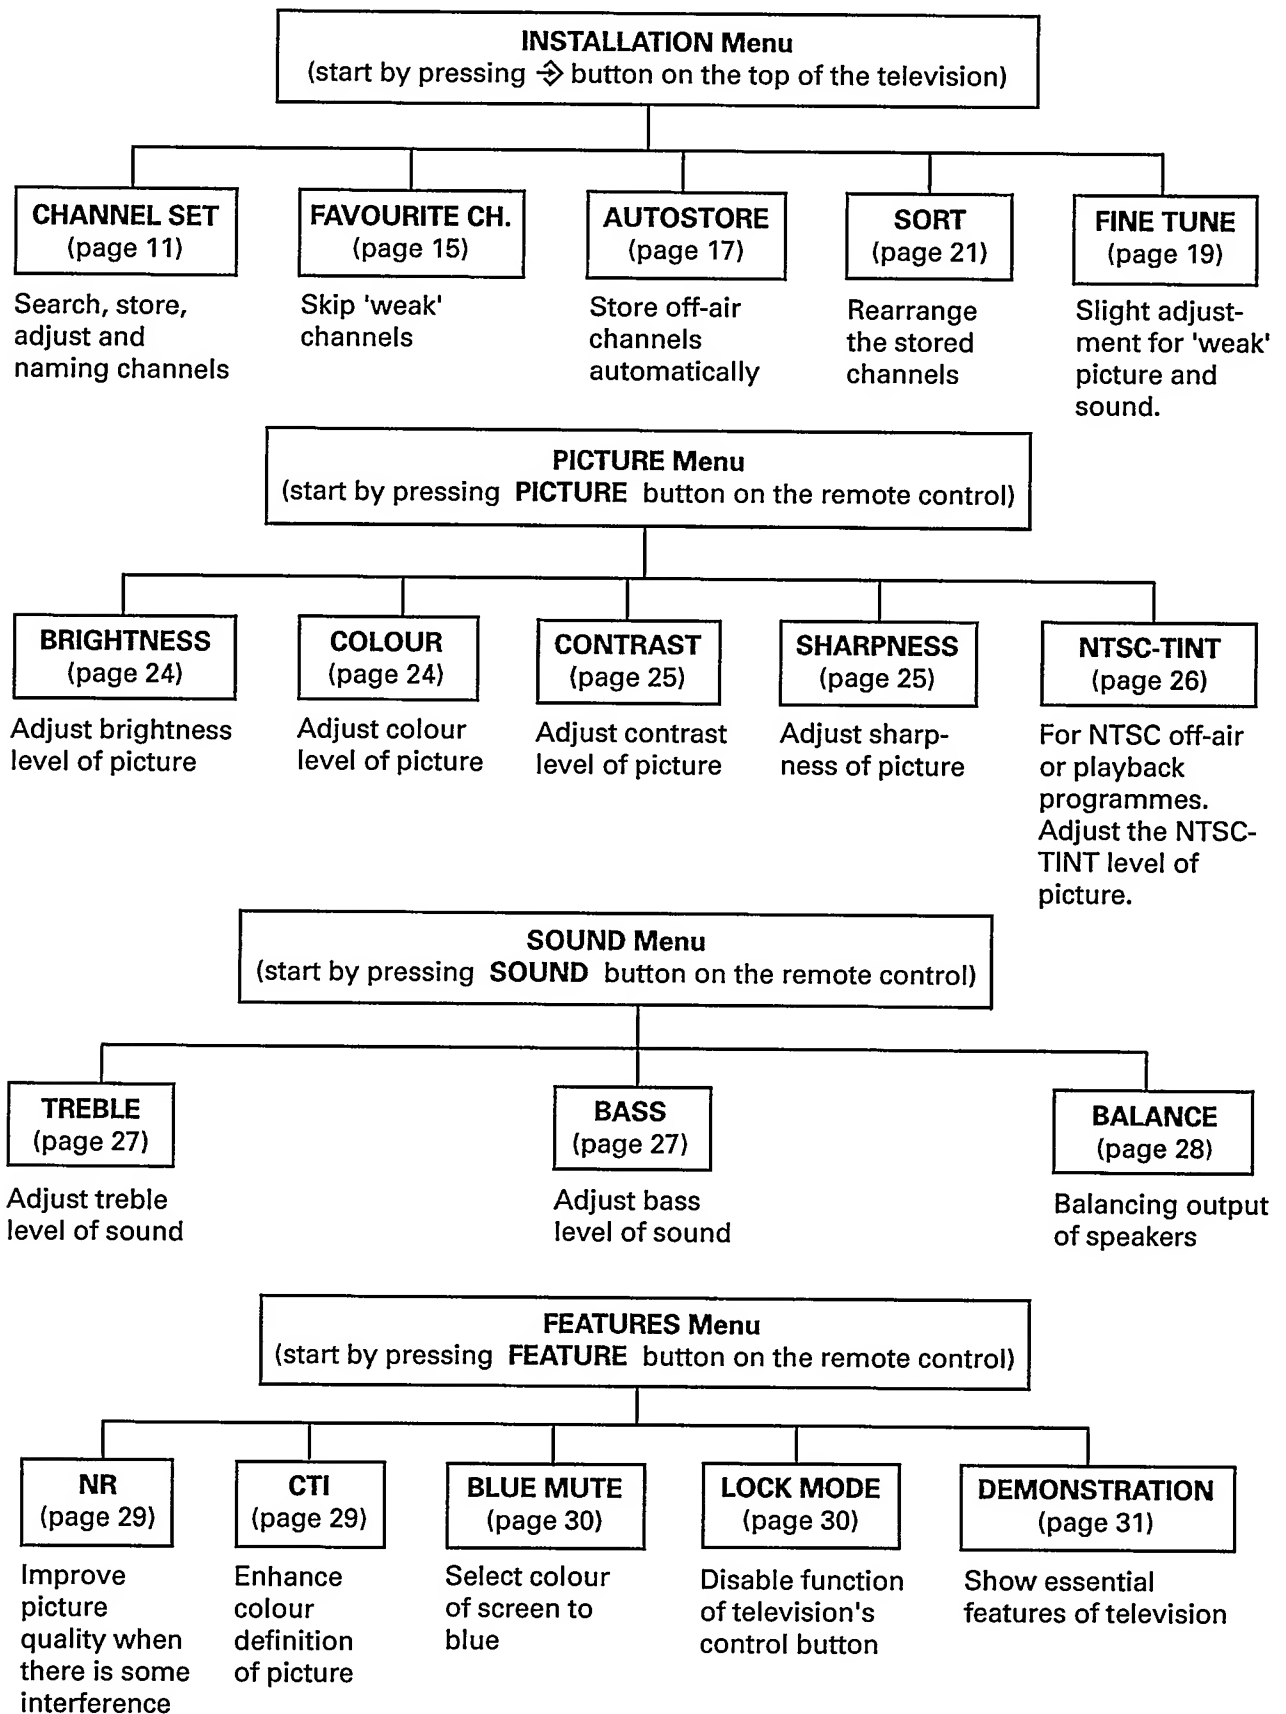 INSTALLATION Menu
(start by pressing button on the top of the television)
CHANNEL SET
(page 11)
Search, store,
adjust and
naming channels
FAVOURITE CH.
(page 15)
Skip 'weak'
channels
AUTOSTORE
(page 17)
Store off-air
channels
automatically
SORT
(page 21)
Rearrange
the stored
channels
FINE TUNE
(page 19)
Slight adjust-
ment for 'weak'
picture and
sound.
PICTURE Menu
(start by pressing PICTURE button on the remote control)
BRIGHTNESS
(page 24)
Adjust brightness
level of picture
COLOUR
(page 24)
Adjust colour
level of picture
CONTRAST
(page 25)
Adjust contrast
level of picture
SHARPNESS
(page 25)
Adjust sharp-
ness of picture
NTSC-TINT
(page 26)
For NTSC off-air
or playback
programmes.
Adjust the NTSC-
TINT level of
picture.
SOUND Menu
(start by pressing SOUND button on the remote control)
TREBLE
(page 27)
Adjust treble
level of sound
BASS
(page 27)
Adjust bass
level of sound
BALANCE
(page 28)
Balancing output
of speakers
FEATURES Menu
(start by pressing FEATURE button on the remote control)
NR
(page 29)
Improve
picture
quality when
there is some
interference
CTI
(page 29)
Enhance
colour
definition
of picture
BLUE MUTE
(page 30)
Select colour
of screen to
blue
LOCK MODE
(page 30)
Disable function
of television's
control button
DEMONSTRATION
(page 31)
Show essential
features of television